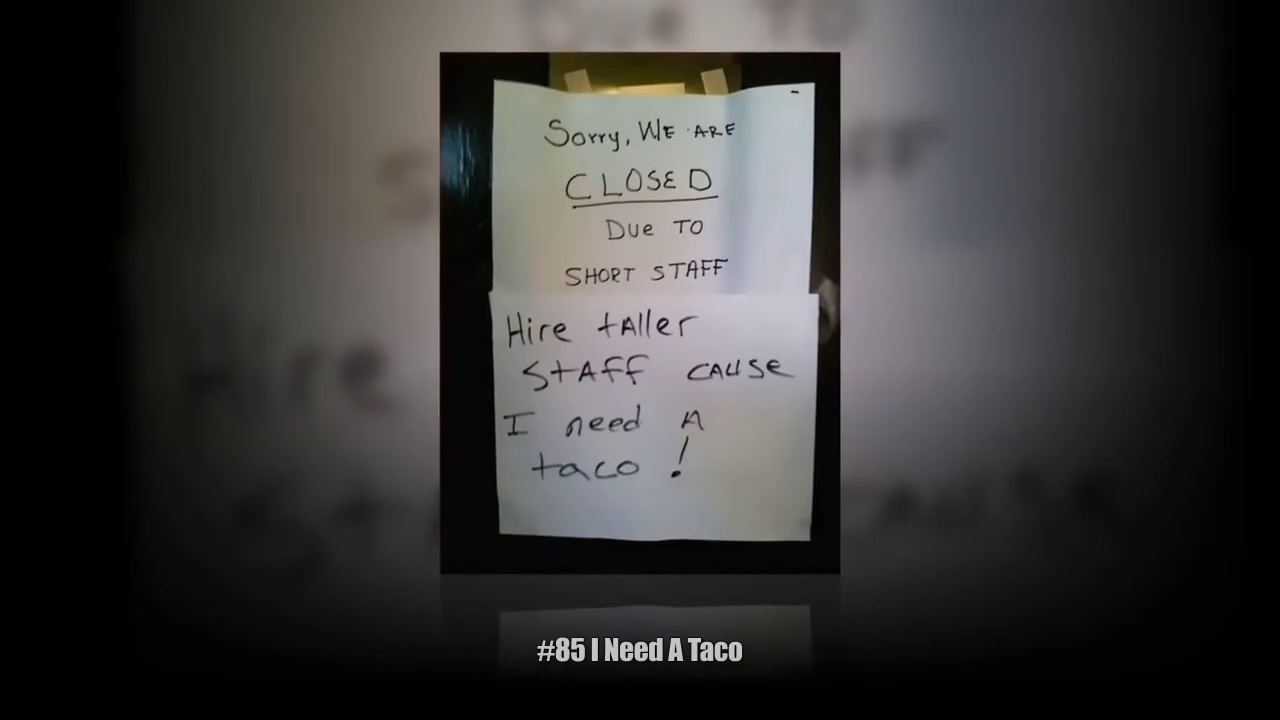 Sorry, WE ARE
CLOSED
Due TO
SHORT STAFF
Hire tAller
StAff CAUSe
I need A
taco!
#85 I Need A Taco